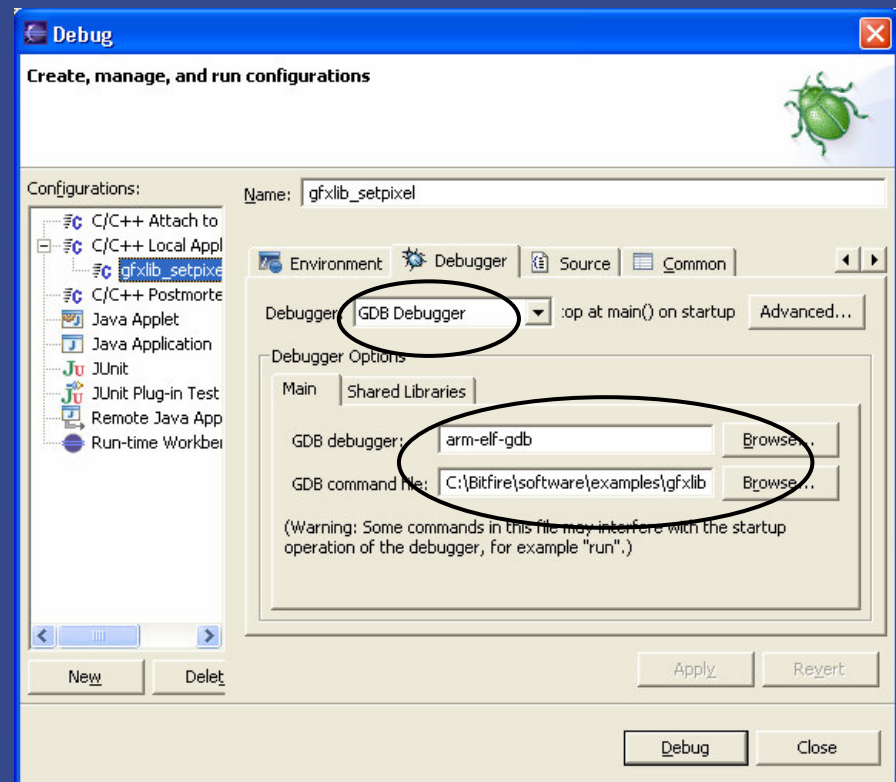 Debug
Create, manage, and run configurations
Configurations:
C/C++ Attach to
C/C++ Local Appl
gfxlib_setpixe
C/C++ Postmorte
Java Applet
Java Application
JUnit
JUnit Plug-in Test
Remote Java App
Run-time Workber
New
Delet
Name: gfxlib_setpixel
Environment Debugger Source Common
Debugger: GDB Debugger :op at main() on startup Advanced...
Debugger Options
Main Shared Libraries
GDB debugger: arm-elf-gdb Browse...
GDB command file: C:\Bitfire\software\examples\gfxlib Browse...
(Warning: Some commands in this file may interfere with the startup
operation of the debugger, for example "run".)
Apply Revert
Debug Close